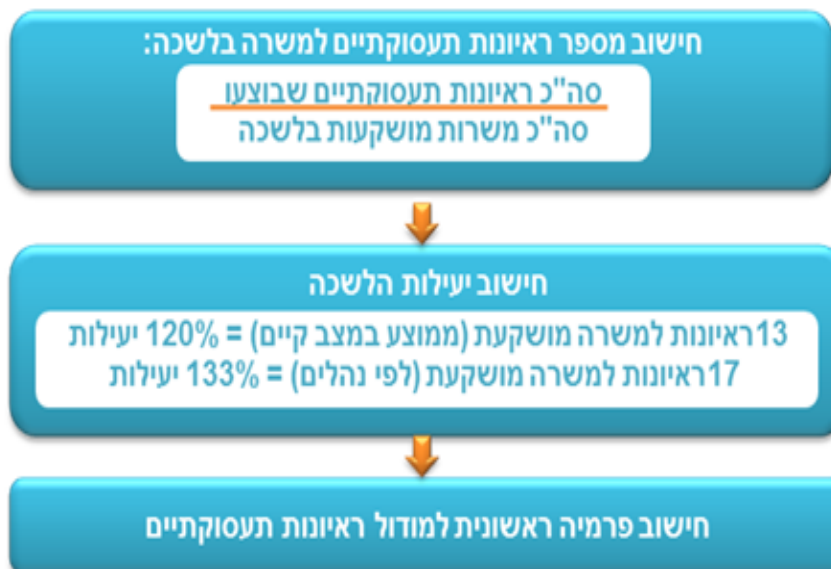 חישוב מספר ראיונות תעסוקתיים למשרה בלשכה:
סה"כ ראיונות תעסוקתיים שבוצעו
סה"כ משרות מושקעות בלשכה
חישוב יעילות הלשכה
13ראיונות למשרה מושקעת (ממוצע במצב קיים) = 120% יעילות
17ראיונות למשרה מושקעת (לפי נהלים) = 133% יעילות
חישוב פרמיה ראשונית למודול ראיונות תעסוקתיים